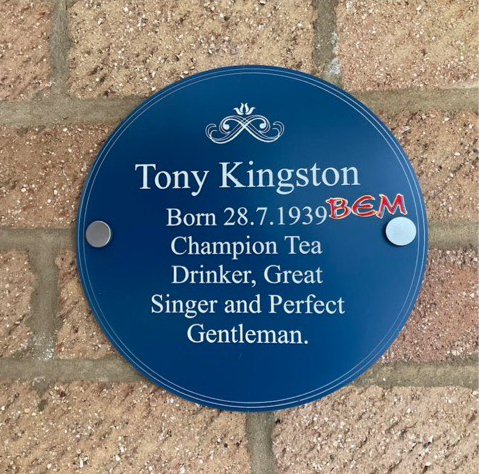 Tony Kingston
Born 28.7.1939 BEM
Champion Tea
Drinker, Great
Singer and Perfect
Gentleman.